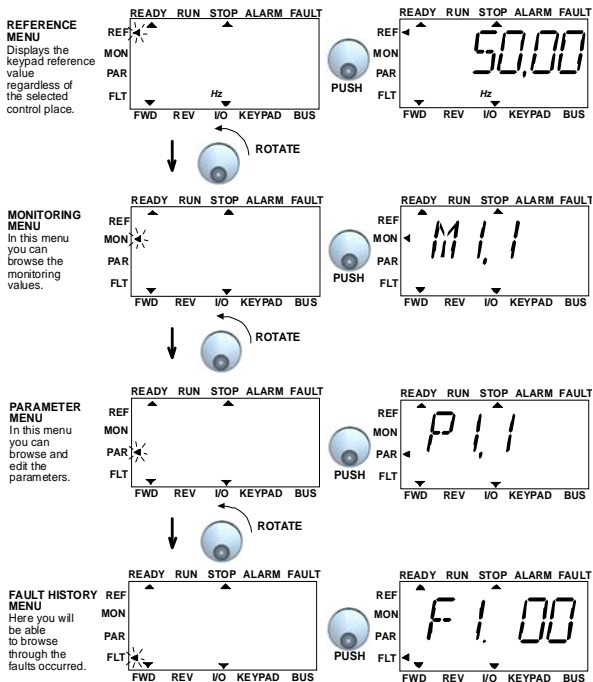 READY RUN STOP ALARM FAULT
REFERENCE
MENU
Displays the
keypad reference
value
regardless of
the selected
control place.
REF
MON
PAR
FLT
Hz
FWD REV I/O KEYPAD BUS
PUSH
READY RUN STOP ALARM FAULT
REF
MON
PAR
FLT
50,00
Hz
FWD REV I/O KEYPAD BUS
ROTATE
READY RUN STOP ALARM FAULT
MONITORING
MENU
In this menu
you can
browse the
monitoring
values.
REF
MON
PAR
FLT
FWD REV I/O KEYPAD BUS
PUSH
READY RUN STOP ALARM FAULT
REF
MON
PAR
FLT
M1,1
FWD REV I/O KEYPAD BUS
ROTATE
READY RUN STOP ALARM FAULT
PARAMETER
MENU
In this menu
you can
browse and
edit the
parameters.
REF
MON
PAR
FLT
FWD REV I/O KEYPAD BUS
PUSH
READY RUN STOP ALARM FAULT
REF
MON
PAR
FLT
P1,1
FWD REV I/O KEYPAD BUS
ROTATE
READY RUN STOP ALARM FAULT
FAULT HISTORY
MENU
Here you will
be able
to browse
through the
faults occurred.
REF
MON
PAR
FLT
FWD REV I/O KEYPAD BUS
PUSH
READY RUN STOP ALARM FAULT
REF
MON
PAR
FLT
F1. 00
FWD REV I/O KEYPAD BUS